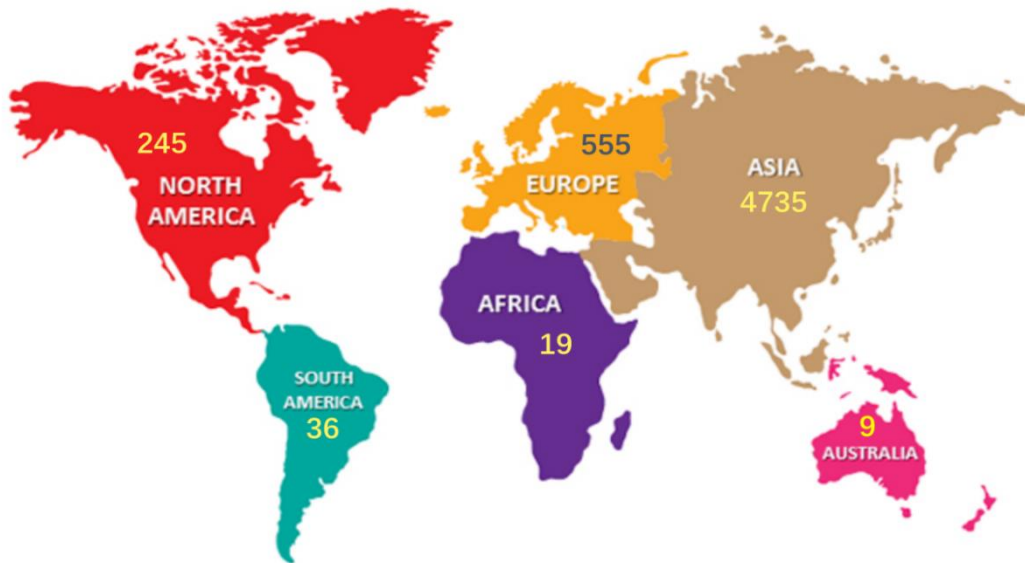 245
NORTH
AMERICA
555
EUROPE
ASIA
4735
AFRICA
19
SOUTH
AMERICA
36
9
AUSTRALIA